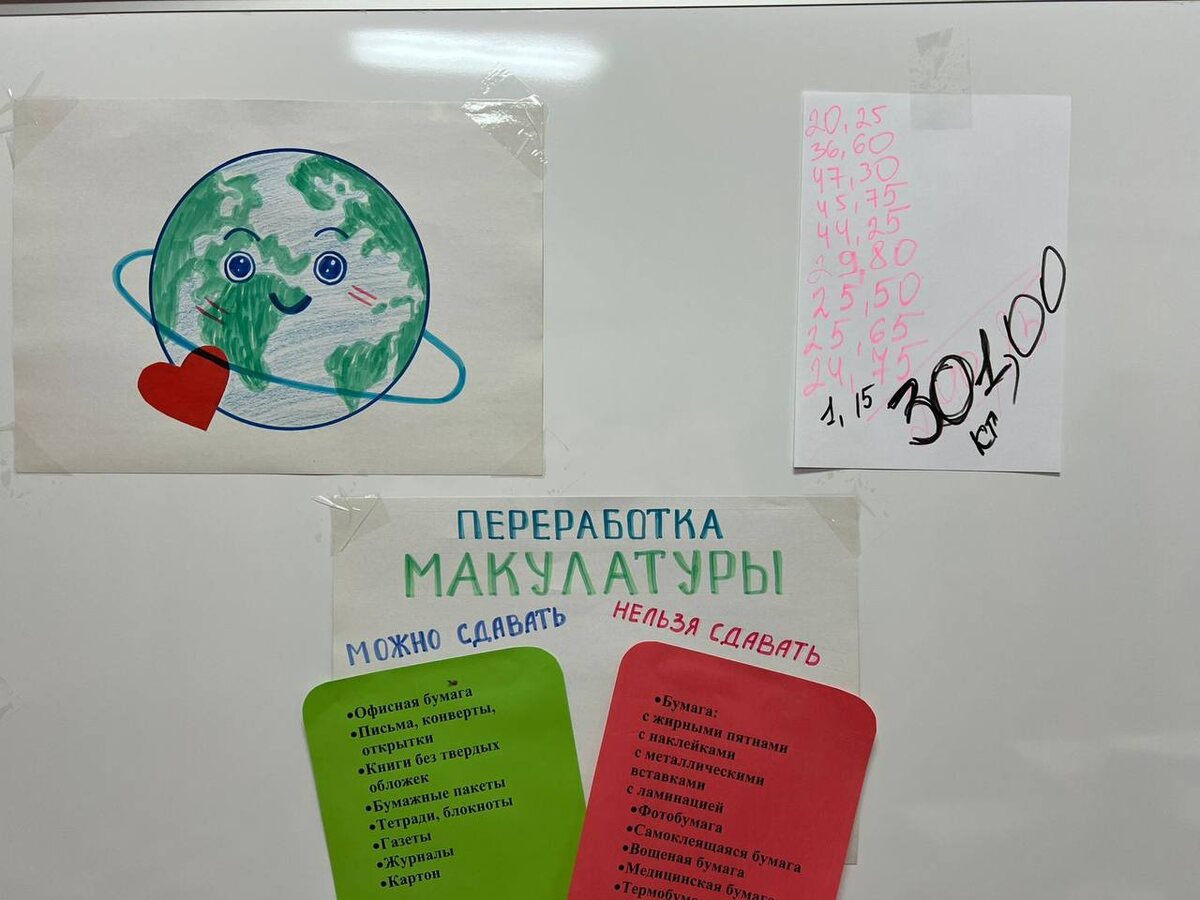 20,25
36,60
47,30
45,75
44,25
29,80
25,50
25,65
24,75
1,15
301,00
кг
ПЕРЕРАБОТКА
МАКУЛАТУРЫ
МОЖНО СДАВАТЬ
•Офисная бумага
•Письма, конверты,
открытки
•Книги без твердых
обложек
•Бумажные пакеты
•Тетради, блокноты
•Газеты
•Журналы
•Картон
НЕЛЬЗЯ СДАВАТЬ
•Бумага:
с жирными пятнами
с наклейками
с металлическими
вставками
с ламинацией
•Фотобумага
•Самоклеящаяся бумага
•Вощеная бумага
•Медицинская бумага